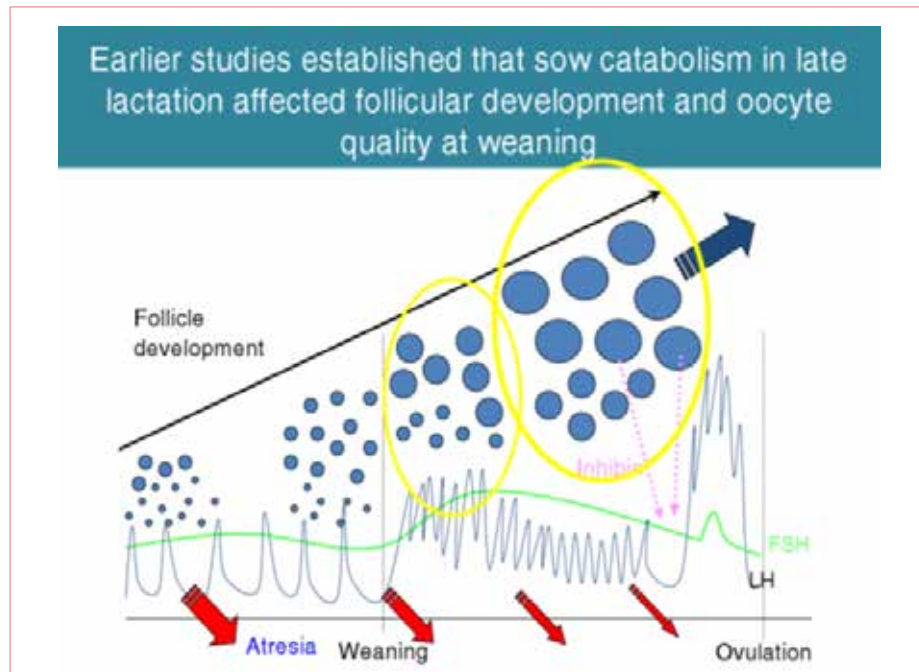 Earlier studies established that sow catabolism in late
lactation affected follicular development and oocyte
quality at weaning
Follicle
development
FSH
LH
Atresia
Weaning
Ovulation